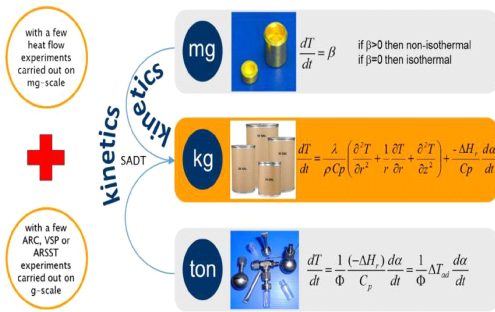 with a few
heat flow
experiments
carried out on
mg-scale
with a few
ARC, VSP or
ARSST
experiments
carried out on
g-scale
kinetics
kinetics
SADT
mg
dT/dt = β
if β>0 then non-isothermal
if β=0 then isothermal
kg
dT/dt = λ/ρCp (∂²T/∂r² + 1/r ∂T/∂r + ∂²T/∂z²) + -ΔHᵣ/Cp dα/dt
ton
dT/dt = 1/Φ (-ΔHᵣ)/Cₚ dα/dt = 1/Φ ΔT_ad dα/dt